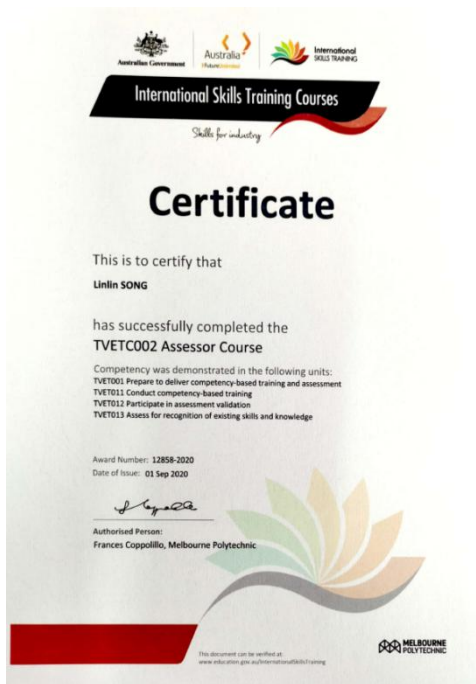 Australian Government
Australia
Future Unlimited
International
SKILLS TRAINING
International Skills Training Courses
Skills for industry
Certificate
This is to certify that
Linlin SONG
has successfully completed the
TVETC002 Assessor Course
Competency was demonstrated in the following units:
TVET001 Prepare to deliver competency-based training and assessment
TVET011 Conduct competency-based training
TVET012 Participate in assessment validation
TVET013 Assess for recognition of existing skills and knowledge
Award Number: 12858-2020
Date of Issue: 01 Sep 2020
Authorised Person:
Frances Coppolillo, Melbourne Polytechnic
This document can be verified at:
www.education.gov.au/InternationalSkillsTraining
MELBOURNE
POLYTECHNIC